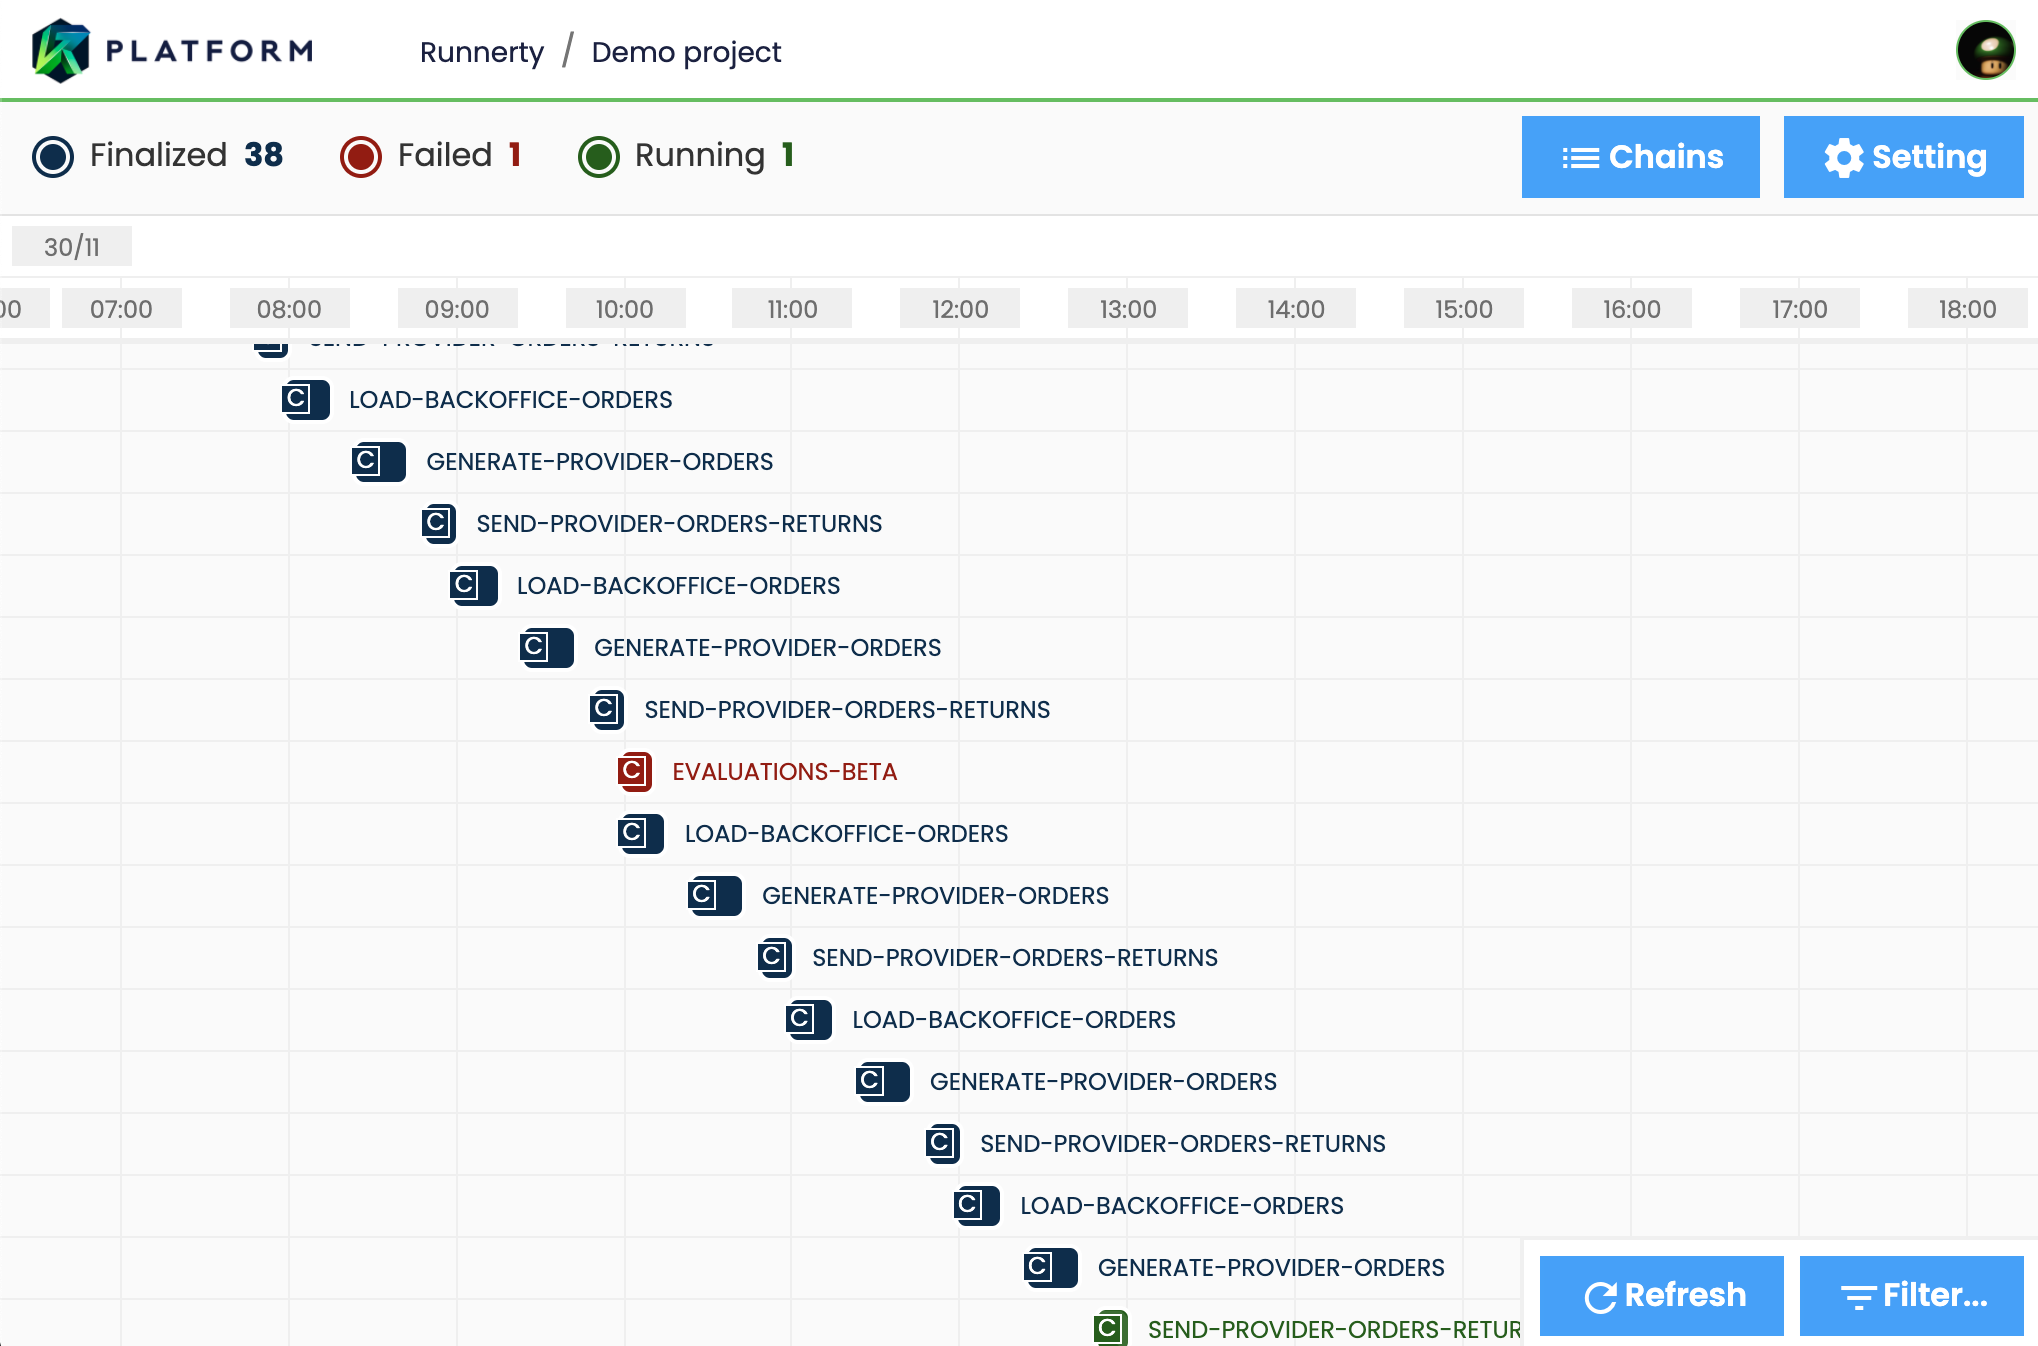 PLATFORM
Runnerty / Demo project
Finalized 38 Failed 1 Running 1
Chains
Setting
30/11
00 07:00 08:00 09:00 10:00 11:00 12:00 13:00 14:00 15:00 16:00 17:00 18:00
SEND-PROVIDER-ORDERS-RETURNS
C LOAD-BACKOFFICE-ORDERS
C GENERATE-PROVIDER-ORDERS
C SEND-PROVIDER-ORDERS-RETURNS
C LOAD-BACKOFFICE-ORDERS
C GENERATE-PROVIDER-ORDERS
C SEND-PROVIDER-ORDERS-RETURNS
C EVALUATIONS-BETA
C LOAD-BACKOFFICE-ORDERS
C GENERATE-PROVIDER-ORDERS
C SEND-PROVIDER-ORDERS-RETURNS
C LOAD-BACKOFFICE-ORDERS
C GENERATE-PROVIDER-ORDERS
C SEND-PROVIDER-ORDERS-RETURNS
C LOAD-BACKOFFICE-ORDERS
C GENERATE-PROVIDER-ORDERS
C SEND-PROVIDER-ORDERS-RETUR
Refresh
Filter...